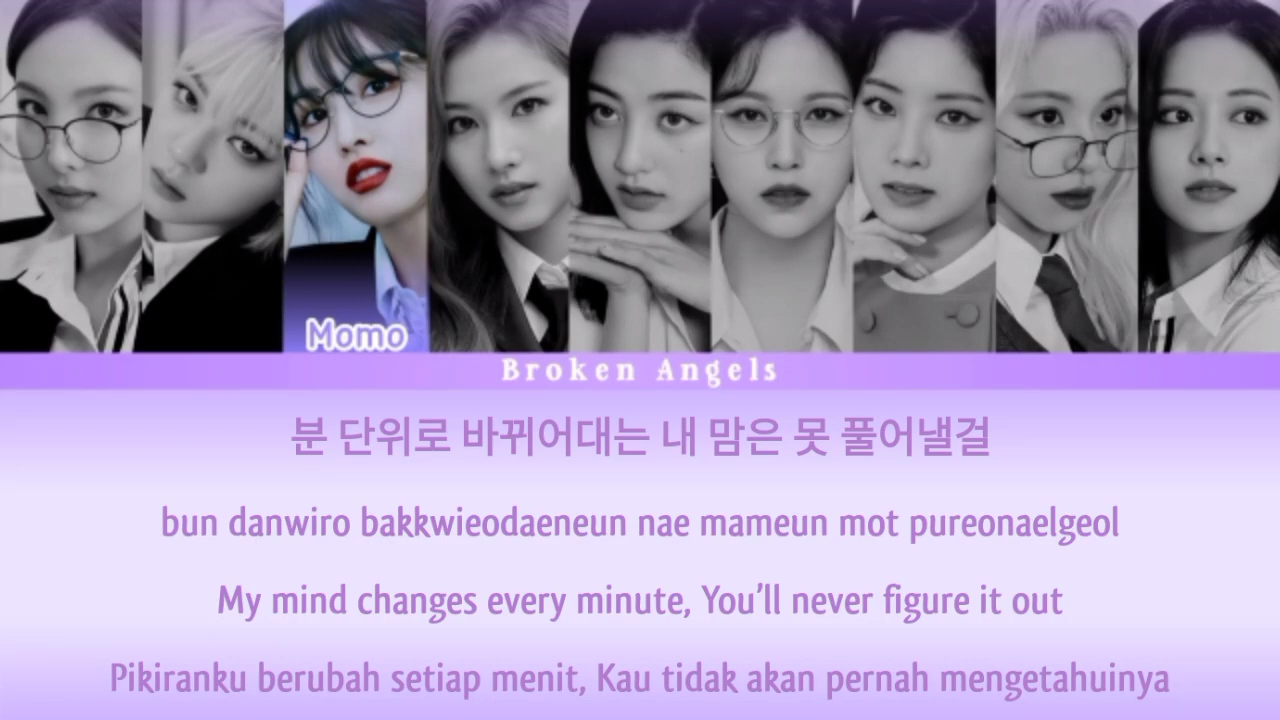 Momo
Broken Angels
분 단위로 바뀌어대는 내 맘은 못 풀어낼걸
bun danwiro bakkwieodaeneun nae mameun mot pureonaelgeol
My mind changes every minute, You’ll never figure it out
Pikiranku berubah setiap menit, Kau tidak akan pernah mengetahuinya